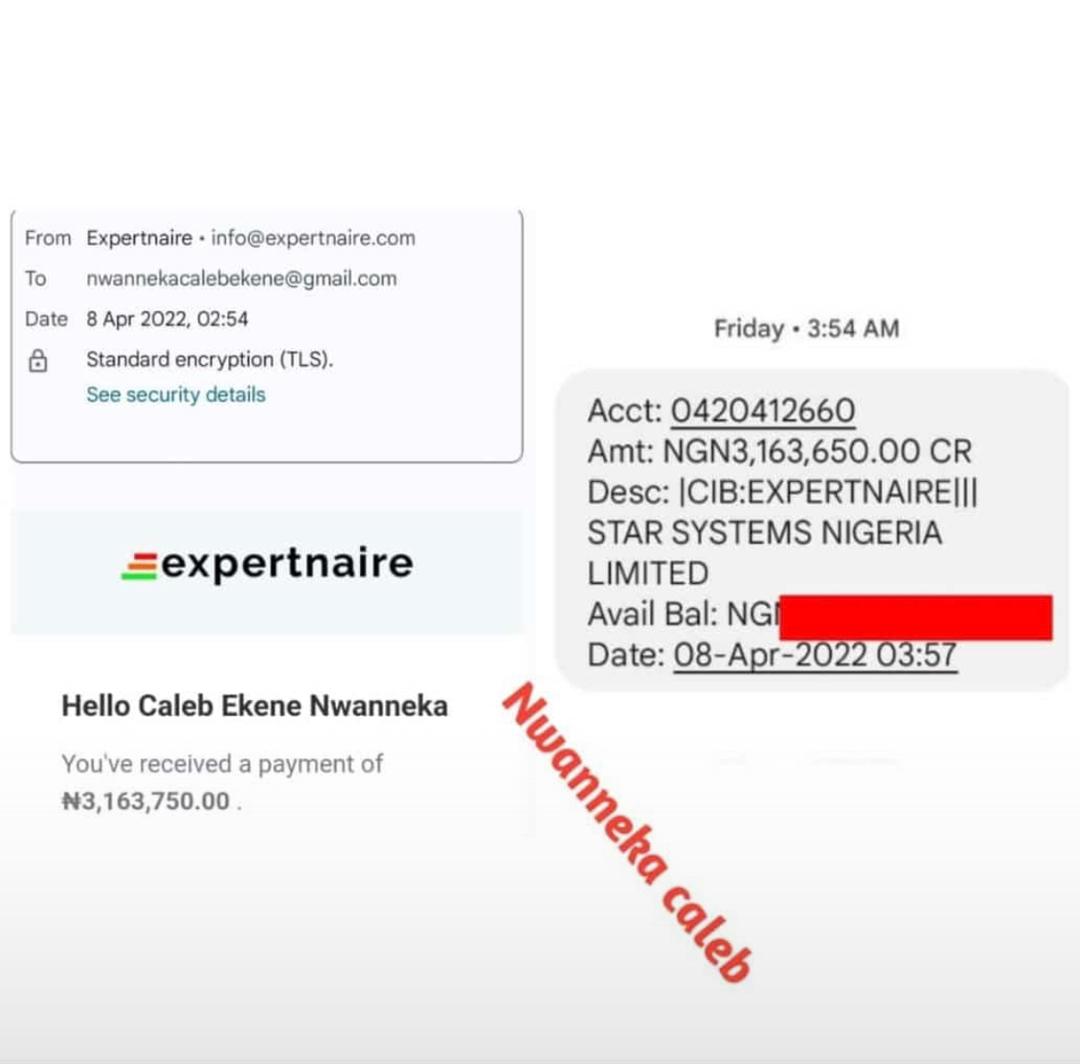 From Expertnaire • info@expertnaire.com
To nwannekacalebekene@gmail.com
Date 8 Apr 2022, 02:54
Standard encryption (TLS).
See security details
expertnaire
Hello Caleb Ekene Nwanneka
You've received a payment of
₦3,163,750.00 .
Friday • 3:54 AM
Acct: 0420412660
Amt: NGN3,163,650.00 CR
Desc: |CIB:EXPERTNAIRE|||
STAR SYSTEMS NIGERIA
LIMITED
Avail Bal: NG
Date: 08-Apr-2022 03:57
Nwanneka caleb